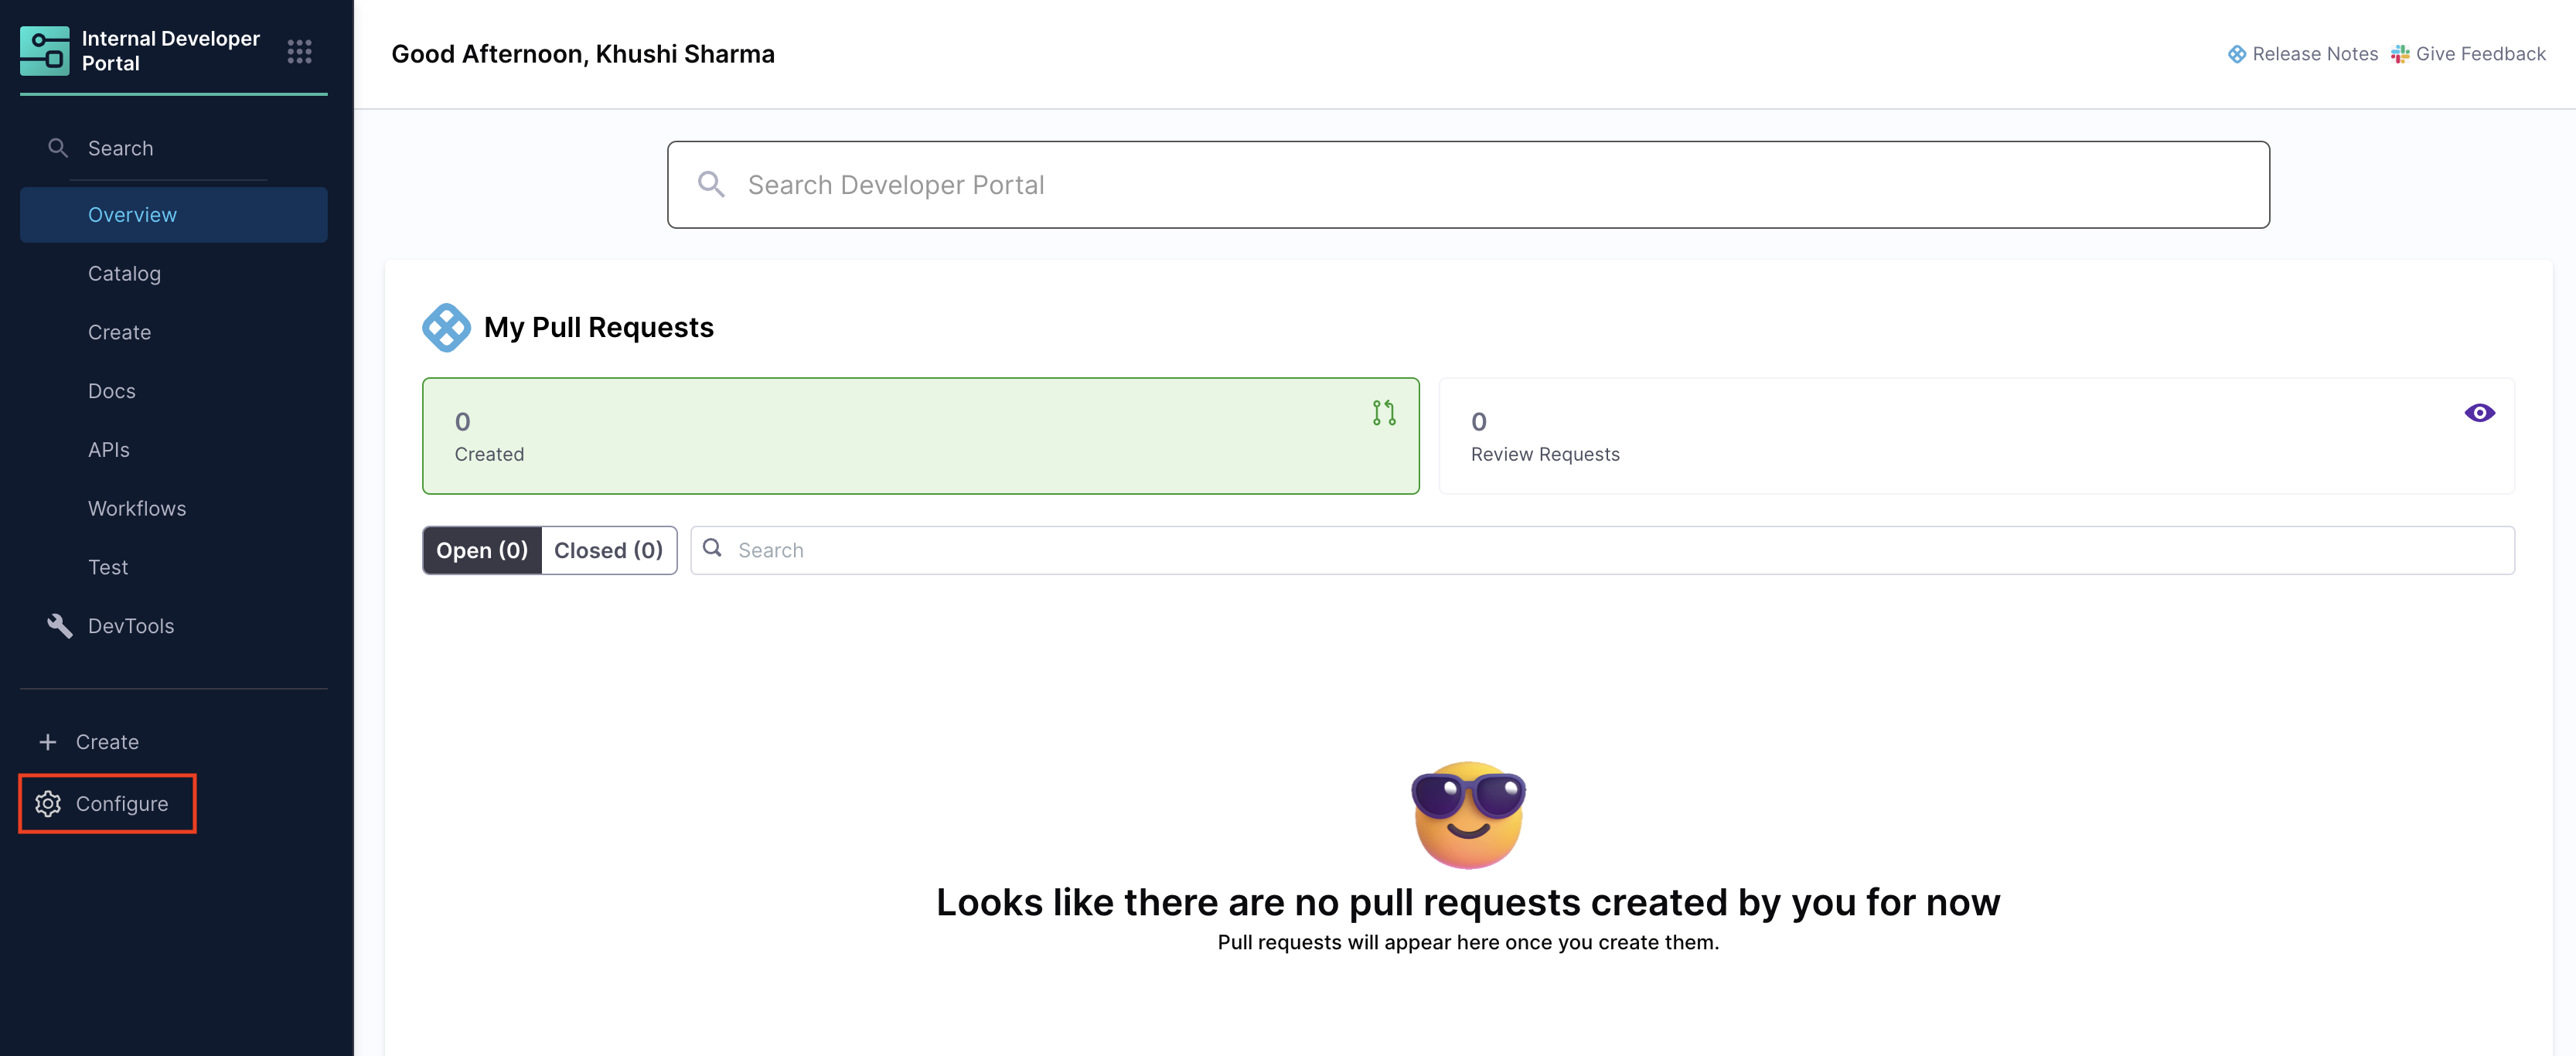 Internal Developer
Portal
Search
Overview
Catalog
Create
Docs
APIs
Workflows
Test
DevTools
Create
Configure
Good Afternoon, Khushi Sharma
Release Notes
Give Feedback
Search Developer Portal
My Pull Requests
0
Created
0
Review Requests
Open (0)
Closed (0)
Search
Looks like there are no pull requests created by you for now
Pull requests will appear here once you create them.